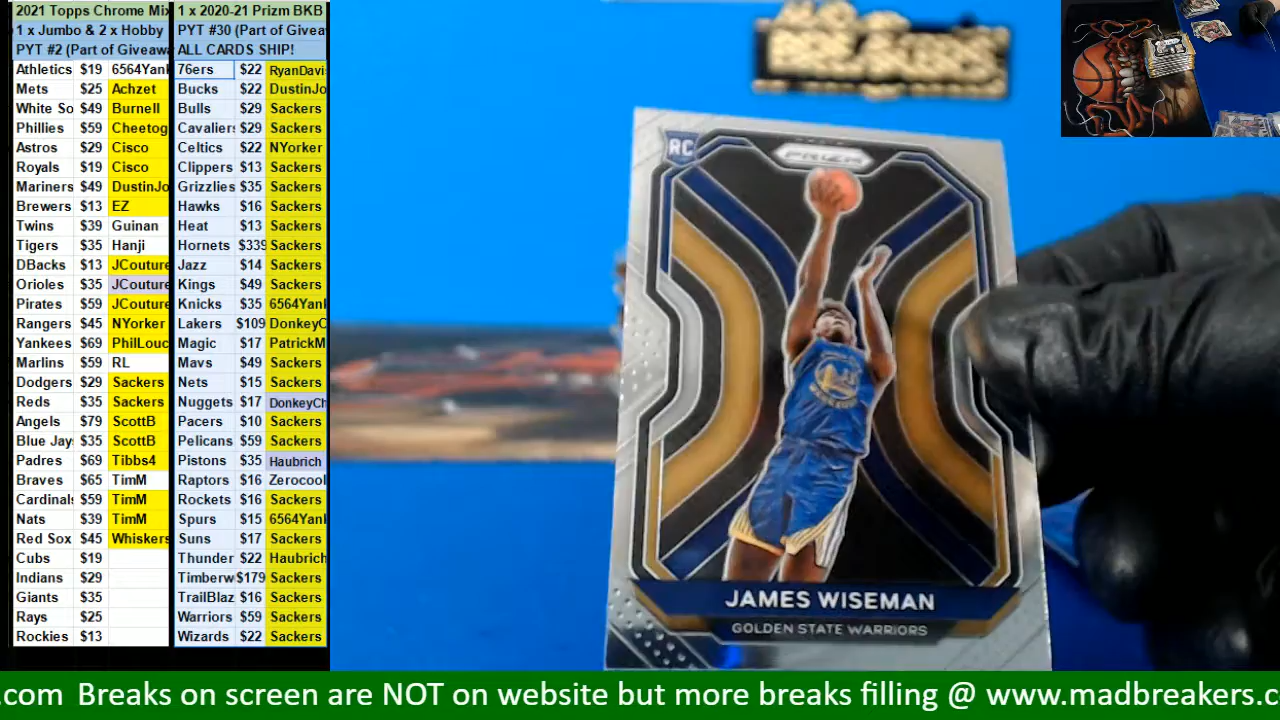 2021 Topps Chrome Mix
1 x Jumbo & 2 x Hobby
PYT #2 (Part of Giveaw
Athletics $19 6564Yank
Mets $25 Achzet
White So $49 Burnell
Phillies $59 Cheetog
Astros $29 Cisco
Royals $19 Cisco
Mariners $49 DustinJo
Brewers $13 EZ
Twins $39 Guinan
Tigers $35 Hanji
DBacks $13 JCouture
Orioles $35 JCouture
Pirates $59 JCouture
Rangers $45 NYorker
Yankees $69 PhilLouc
Marlins $59 RL
Dodgers $29 Sackers
Reds $35 Sackers
Angels $79 ScottB
Blue Jay $35 ScottB
Padres $69 Tibbs4
Braves $65 TimM
Cardinals $59 TimM
Nats $39 TimM
Red Sox $45 Whiskers
Cubs $19
Indians $29
Giants $35
Rays $25
Rockies $13
1 x 2020-21 Prizm BKB
PYT #30 (Part of Givea
ALL CARDS SHIP!
76ers $22 RyanDavi
Bucks $22 DustinJo
Bulls $29 Sackers
Cavaliers $29 Sackers
Celtics $22 NYorker
Clippers $13 Sackers
Grizzlies $35 Sackers
Hawks $16 Sackers
Heat $13 Sackers
Hornets $339 Sackers
Jazz $14 Sackers
Kings $49 Sackers
Knicks $35 6564Yank
Lakers $109 DonkeyC
Magic $17 PatrickM
Mavs $49 Sackers
Nets $15 Sackers
Nuggets $17 DonkeyCh
Pacers $10 Sackers
Pelicans $59 Sackers
Pistons $35 Haubrich
Raptors $16 Zerocool
Rockets $16 Sackers
Spurs $15 6564Yank
Suns $17 Sackers
Thunder $22 Haubrich
Timberw $179 Sackers
TrailBlaz $16 Sackers
Warriors $59 Sackers
Wizards $22 Sackers
RC
PRIZM
JAMES WISEMAN
GOLDEN STATE WARRIORS
.com Breaks on screen are NOT on website but more breaks filling @ www.madbreakers.c